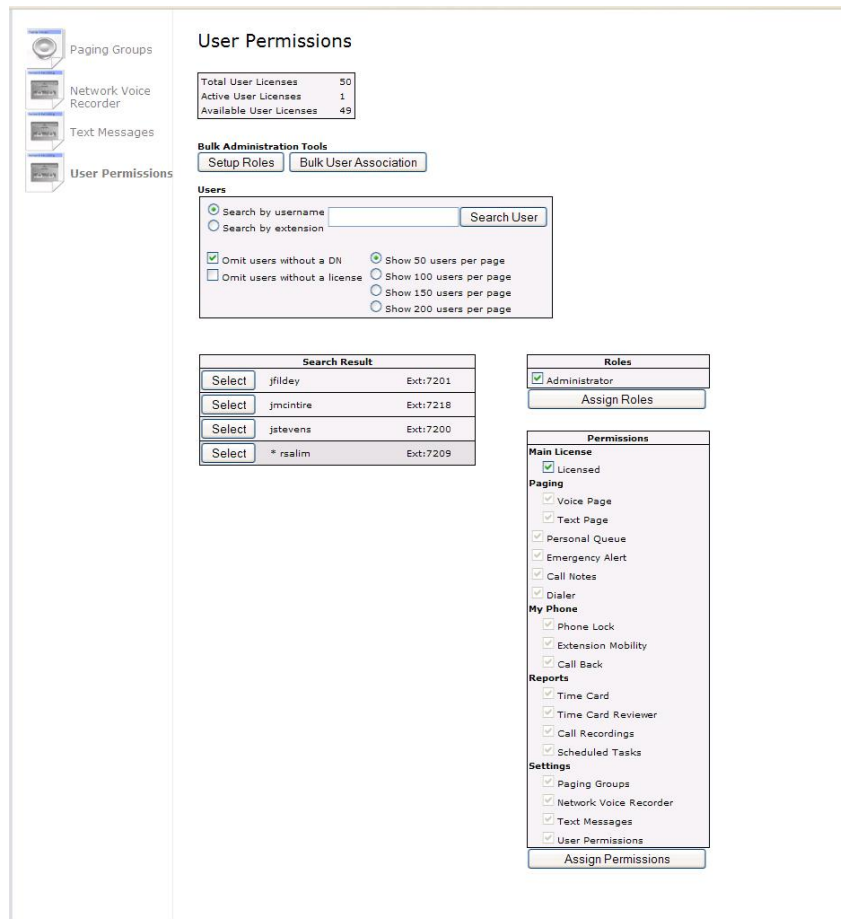 Paging Groups
Network Voice
Recorder
Text Messages
User Permissions
User Permissions
Total User Licenses 50
Active User Licenses 1
Available User Licenses 49
Bulk Administration Tools
Setup Roles Bulk User Association
Users
Search by username Search User
Search by extension
Omit users without a DN Show 50 users per page
Omit users without a license Show 100 users per page
Show 150 users per page
Show 200 users per page
Search Result
Select jfildey Ext:7201
Select jmcintire Ext:7218
Select jstevens Ext:7200
Select * rsalim Ext:7209
Roles
Administrator
Assign Roles
Permissions
Main License
Licensed
Paging
Voice Page
Text Page
Personal Queue
Emergency Alert
Call Notes
Dialer
My Phone
Phone Lock
Extension Mobility
Call Back
Reports
Time Card
Time Card Reviewer
Call Recordings
Scheduled Tasks
Settings
Paging Groups
Network Voice Recorder
Text Messages
User Permissions
Assign Permissions